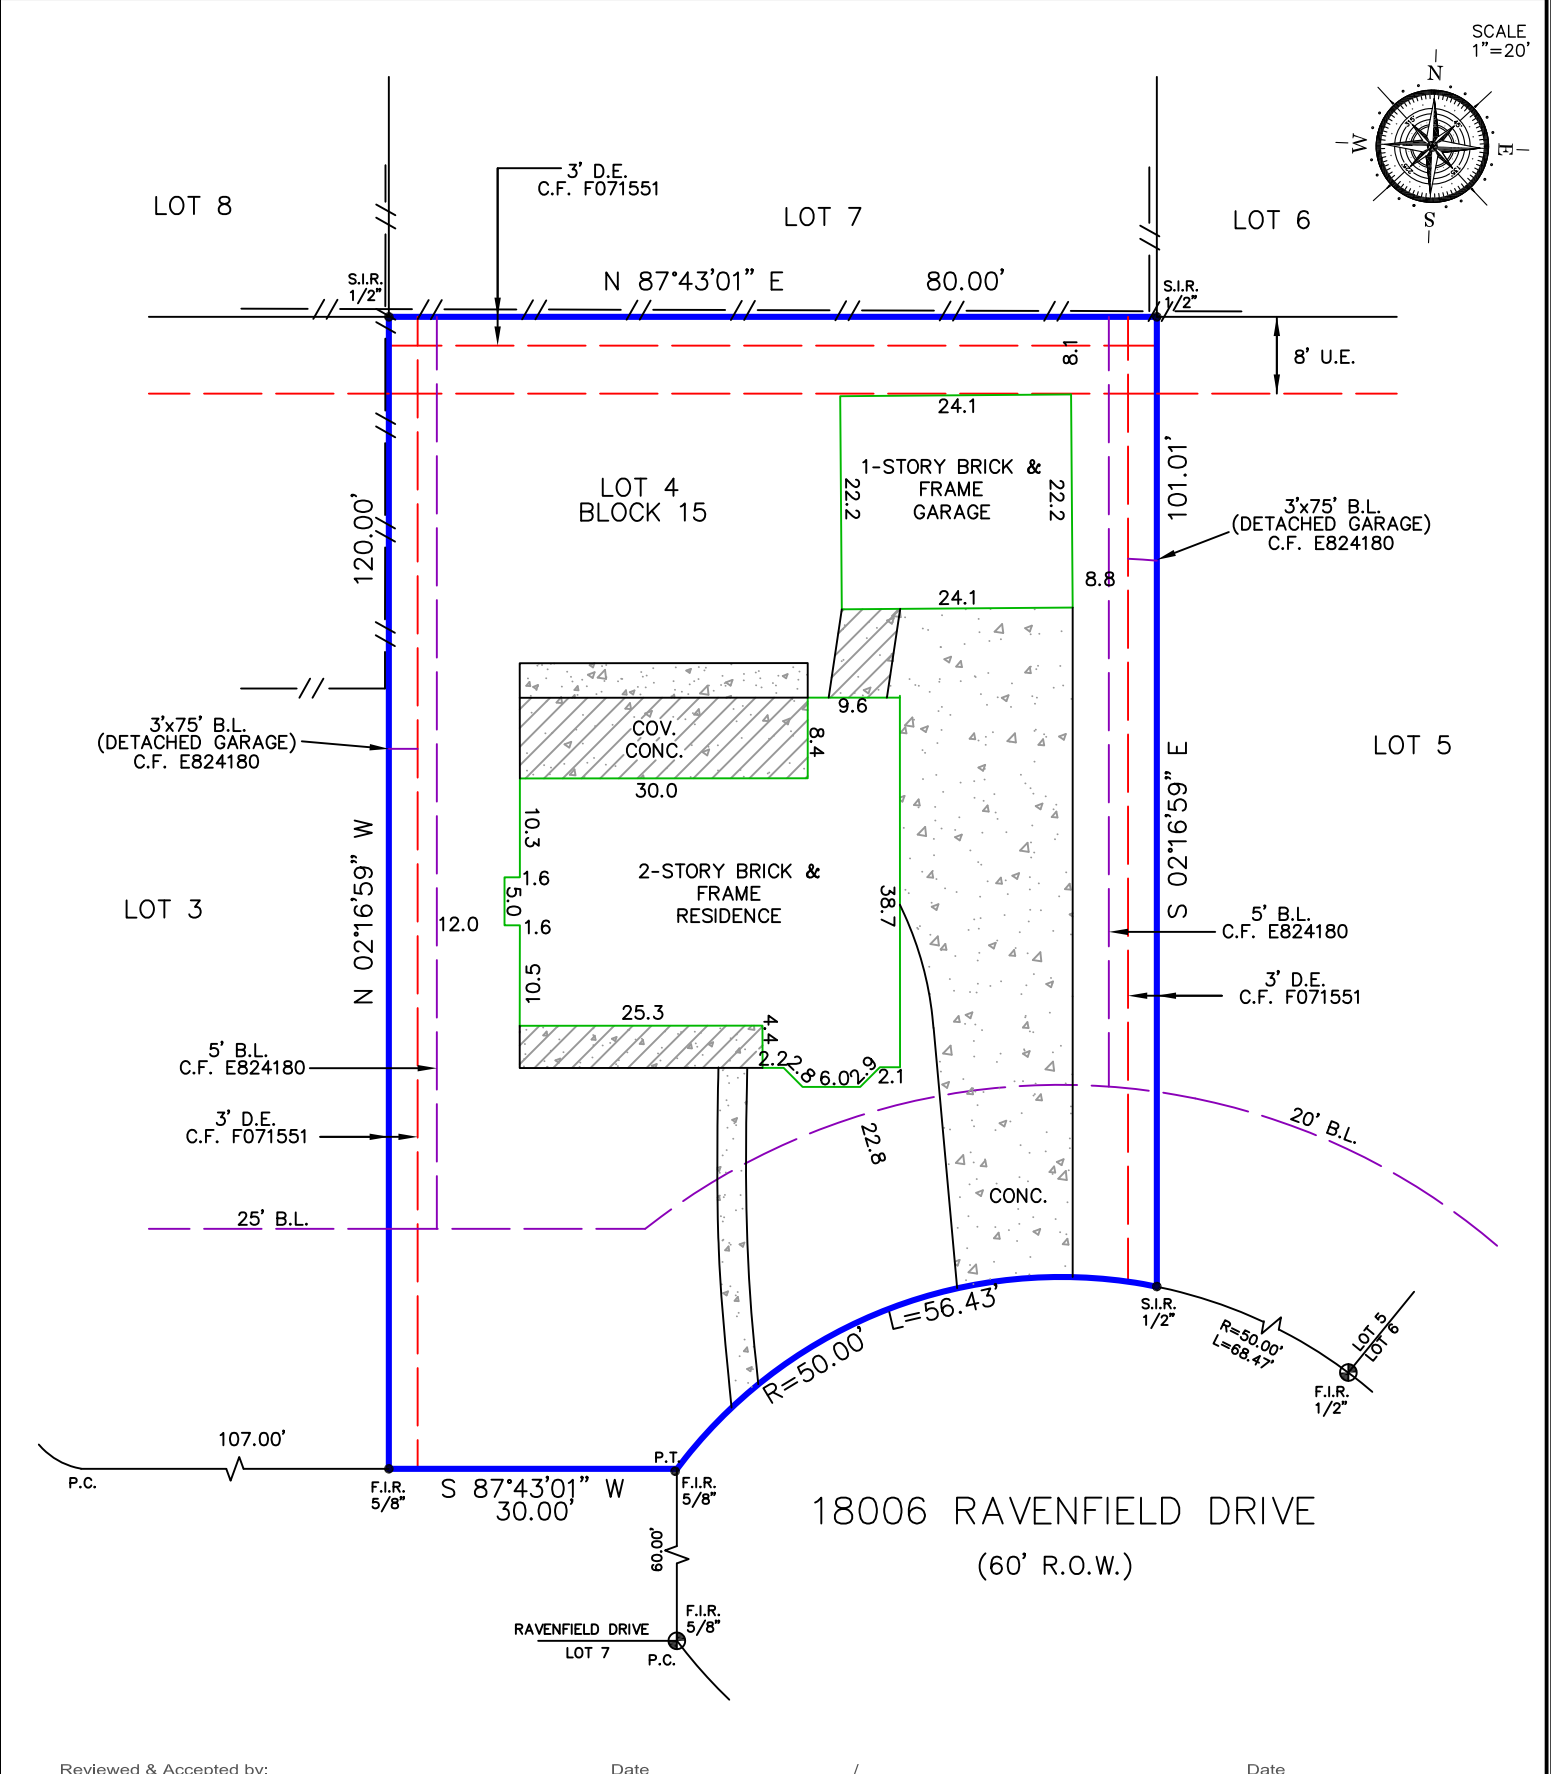 SCALE
1"=20'
N
W
E
S
3' D.E.
C.F. F071551
LOT 8
LOT 7
LOT 6
N 87°43'01" E 80.00'
S.I.R.
1/2"
S.I.R.
1/2"
8.1
8' U.E.
24.1
1-STORY BRICK &
FRAME
GARAGE
22.2
22.2
LOT 4
BLOCK 15
120.00'
101.01'
3'x75' B.L.
(DETACHED GARAGE)
C.F. E824180
8.8
24.1
9.6
COV.
CONC.
8.4
3'x75' B.L.
(DETACHED GARAGE)
C.F. E824180
30.0
LOT 5
10.3
N 02°16'59" W
S 02°16'59" E
2-STORY BRICK &
FRAME
RESIDENCE
1.6
5.0
1.6
38.7
LOT 3
12.0
5' B.L.
C.F. E824180
10.5
3' D.E.
C.F. F071551
25.3
4.4
5' B.L.
C.F. E824180
2.2
2.8
6.0
2.9
2.1
3' D.E.
C.F. F071551
22.8
20' B.L.
CONC.
25' B.L.
L=56.43'
R=50.00'
S.I.R.
1/2"
R=50.00'
L=68.47'
LOT 5
LOT 6
F.I.R.
1/2"
107.00'
P.C.
F.I.R.
5/8"
S 87°43'01" W
30.00'
P.T.
F.I.R.
5/8"
18006 RAVENFIELD DRIVE
(60' R.O.W.)
60.00'
F.I.R.
5/8"
RAVENFIELD DRIVE
LOT 7
P.C.
Reviewed & Accepted by: Date / Date